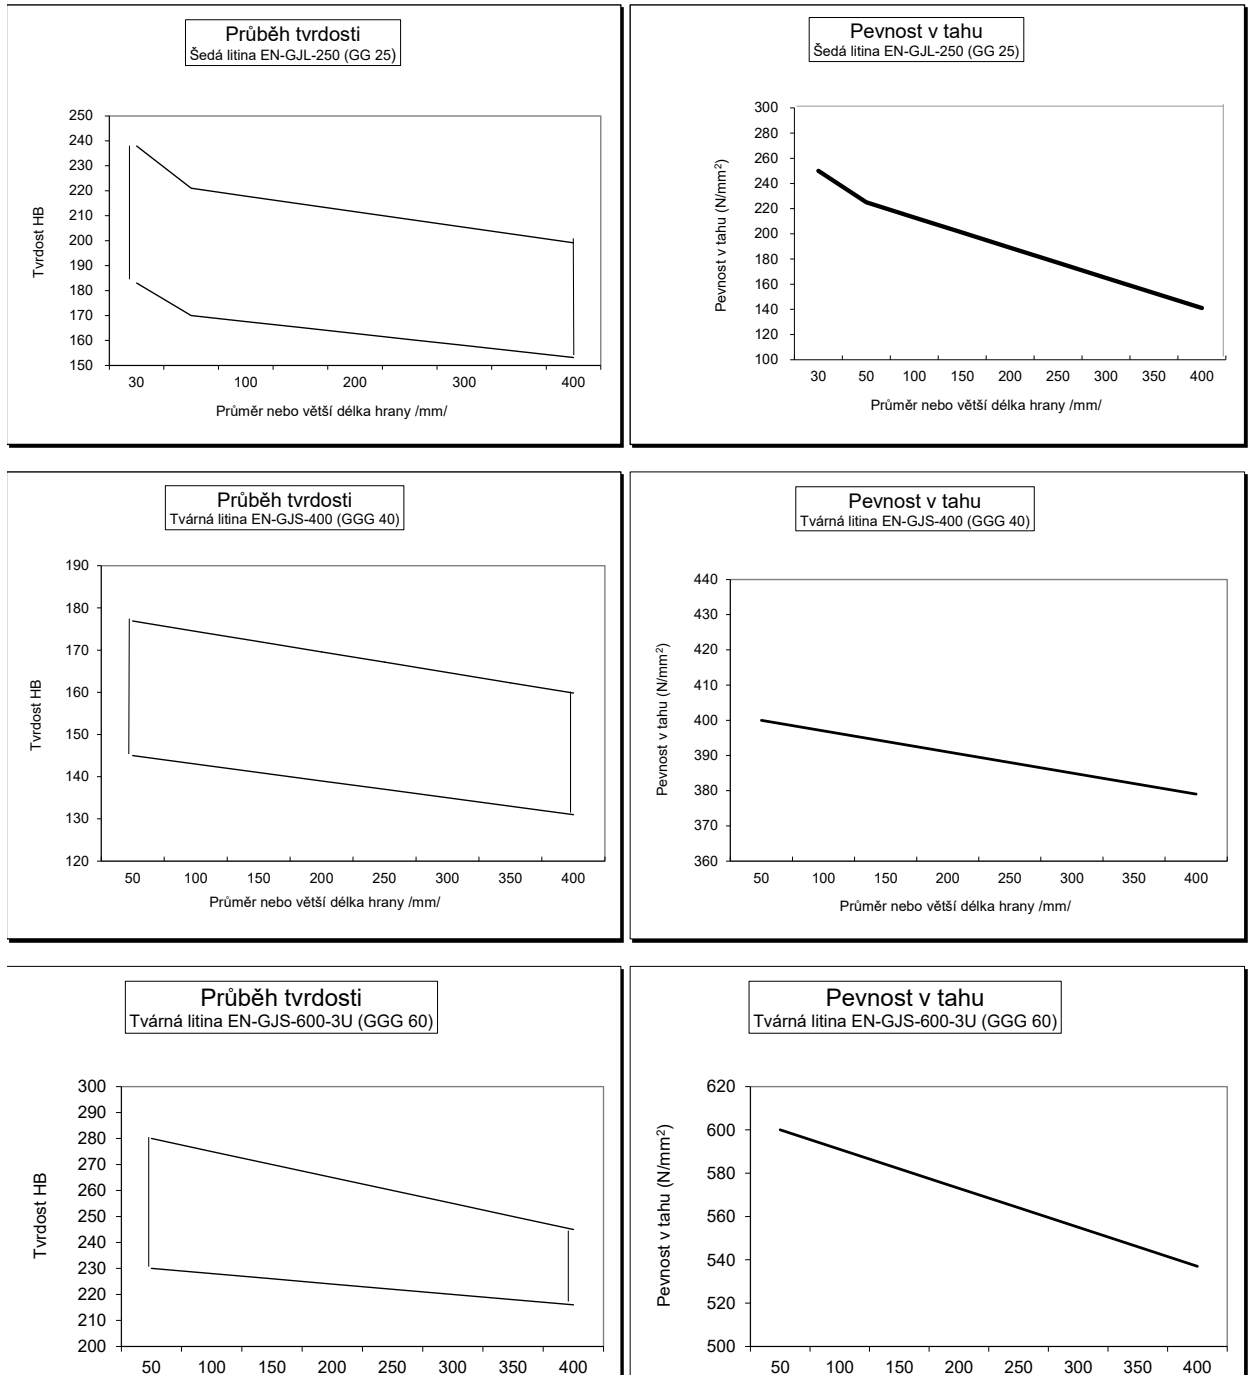 Průběh tvrdosti
Šedá litina EN-GJL-250 (GG 25)
250
240
230
220
210
200
190
180
170
160
150
Tvrdost HB
30 100 200 300 400
Průměr nebo větší délka hrany /mm/
Pevnost v tahu
Šedá litina EN-GJL-250 (GG 25)
300
280
260
240
220
200
180
160
140
120
100
Pevnost v tahu (N/mm²)
30 50 100 150 200 250 300 350 400
Průměr nebo větší délka hrany /mm/
Průběh tvrdosti
Tvárná litina EN-GJS-400 (GGG 40)
190
180
170
160
150
140
130
120
Tvrdost HB
50 100 150 200 250 300 350 400
Průměr nebo větší délka hrany /mm/
Pevnost v tahu
Tvárná litina EN-GJS-400 (GGG 40)
440
430
420
410
400
390
380
370
360
Pevnost v tahu (N/mm²)
50 100 150 200 250 300 350 400
Průměr nebo větší délka hrany /mm/
Průběh tvrdosti
Tvárná litina EN-GJS-600-3U (GGG 60)
300
290
280
270
260
250
240
230
220
210
200
Tvrdost HB
50 100 150 200 250 300 350 400
Pevnost v tahu
Tvárná litina EN-GJS-600-3U (GGG 60)
620
600
580
560
540
520
500
Pevnost v tahu (N/mm²)
50 100 150 200 250 300 350 400